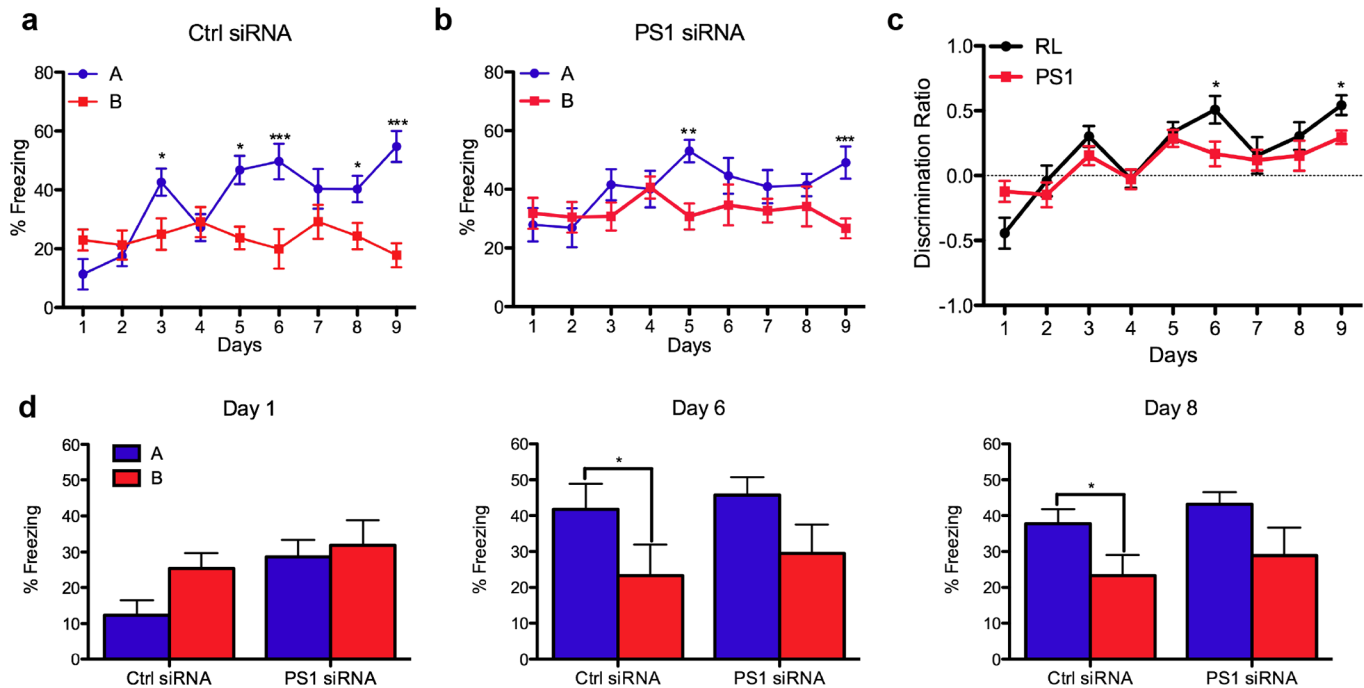 a
Ctrl siRNA
80
60
40
20
0
% Freezing
A
B
*
*
***
*
***
1 2 3 4 5 6 7 8 9
Days
b
PS1 siRNA
80
60
40
20
0
% Freezing
A
B
**
***
1 2 3 4 5 6 7 8 9
Days
c
1.0
0.5
0.0
-0.5
-1.0
Discrimination Ratio
RL
PS1
*
*
1 2 3 4 5 6 7 8 9
Days
d
Day 1
60
50
40
30
20
10
0
% Freezing
A
B
Ctrl siRNA PS1 siRNA
Day 6
60
50
40
30
20
10
0
% Freezing
*
Ctrl siRNA PS1 siRNA
Day 8
60
50
40
30
20
10
0
% Freezing
*
Ctrl siRNA PS1 siRNA